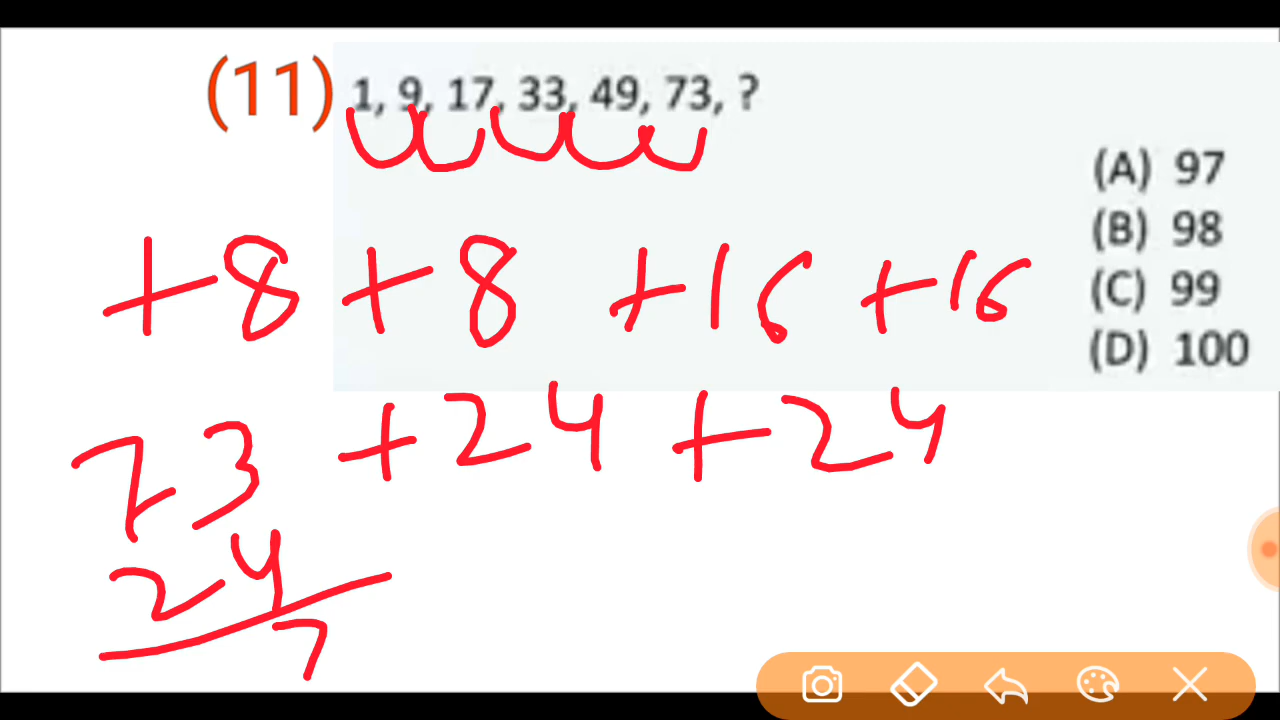 (11) 1, 9, 17, 33, 49, 73, ?
(A) 97
(B) 98
(C) 99
(D) 100
+8 +8 +16 +16
+24 +24
73
24
7